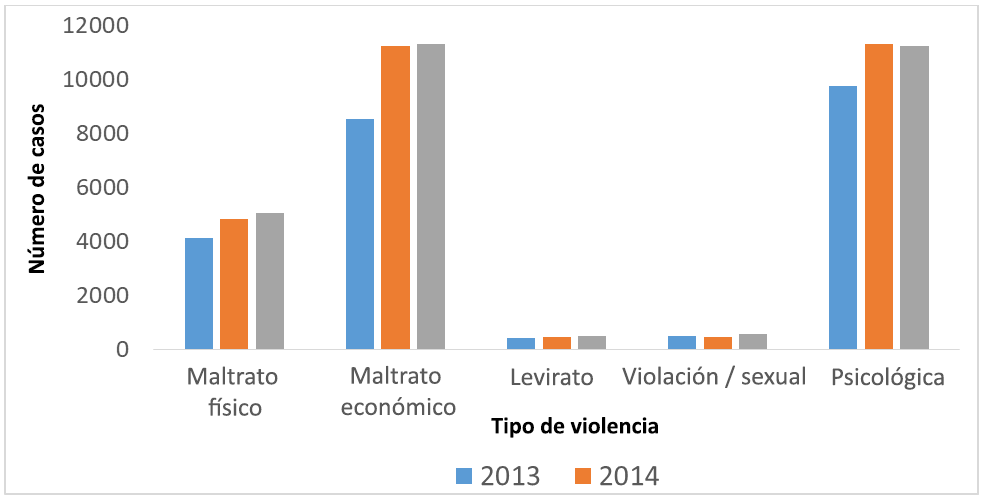 12000
10000
8000
6000
4000
2000
0
Número de casos
Maltrato
físico
Maltrato
económico
Levirato
Violación / sexual
Psicológica
Tipo de violencia
2013
2014